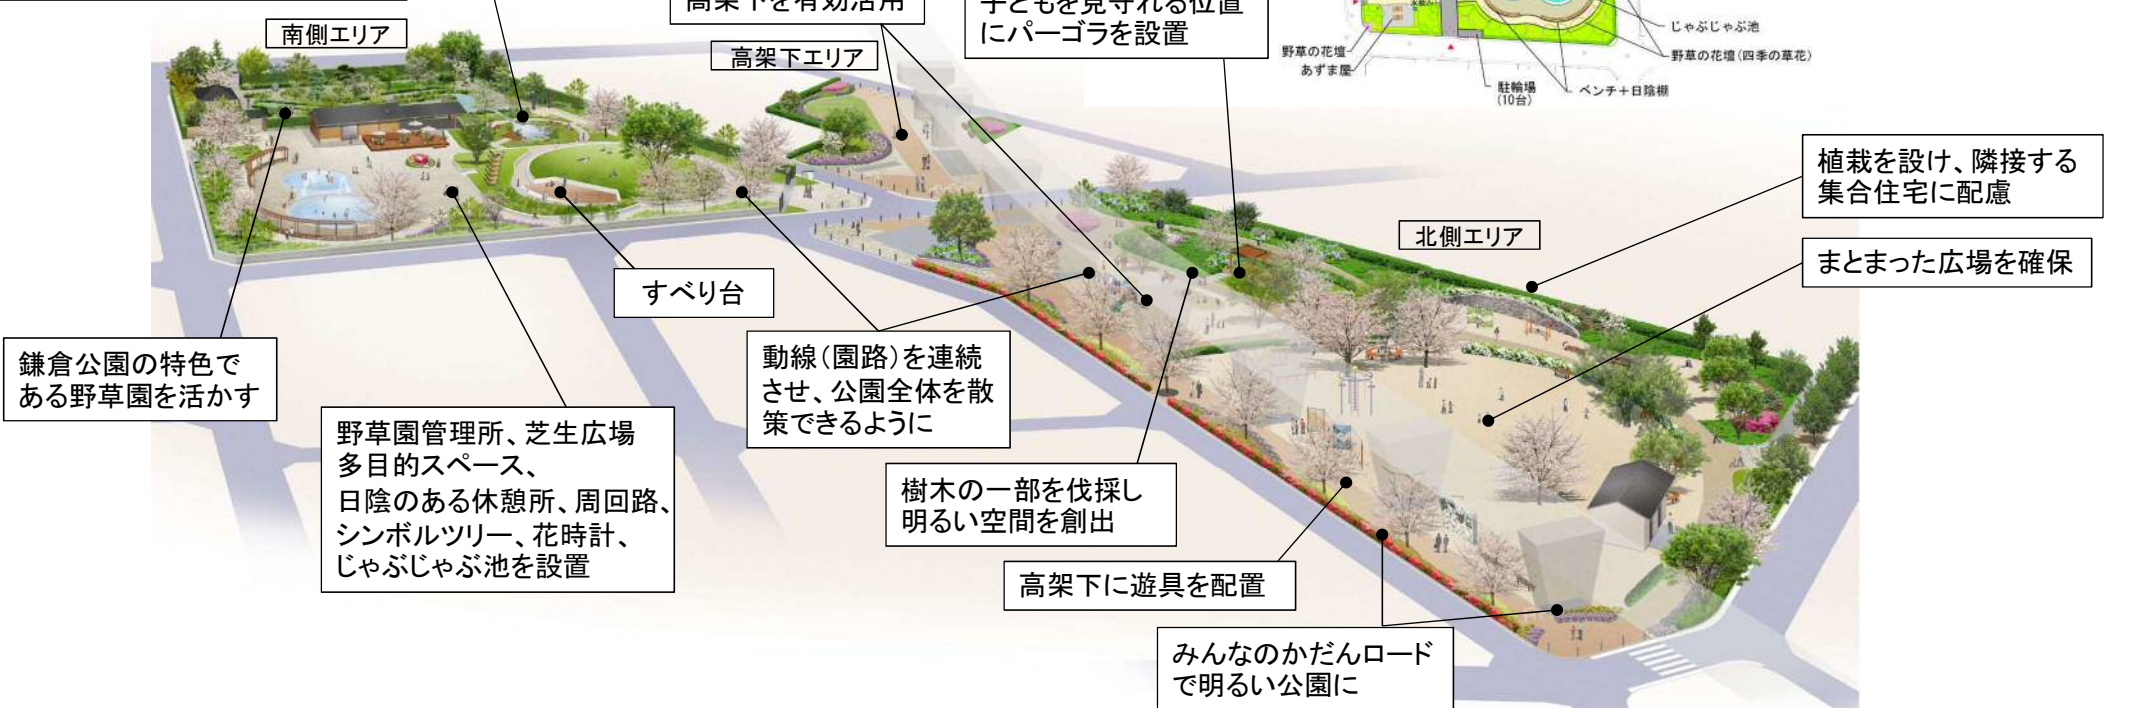 高架下を有効活用
子どもを見守れる位置
にパーゴラを設置
じゃぶじゃぶ池
野草の花壇
野草の花壇(四季の草花)
あずま屋
駐輪場
(10台)
ベンチ+日陰棚
南側エリア
高架下エリア
北側エリア
植栽を設け、隣接する
集合住宅に配慮
まとまった広場を確保
すべり台
鎌倉公園の特色で
ある野草園を活かす
動線(園路)を連続
させ、公園全体を散
策できるように
野草園管理所、芝生広場
多目的スペース、
日陰のある休憩所、周回路、
シンボルツリー、花時計、
じゃぶじゃぶ池を設置
樹木の一部を伐採し
明るい空間を創出
高架下に遊具を配置
みんなのかだんロード
で明るい公園に